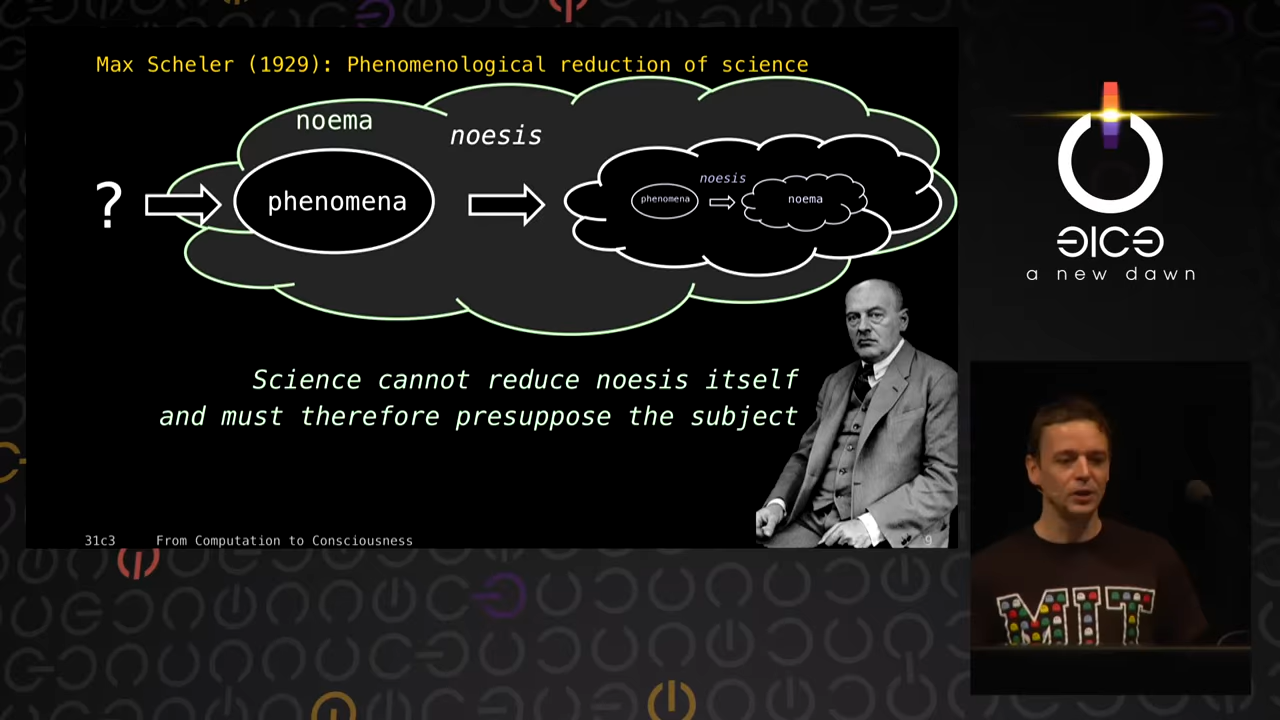 Max Scheler (1929): Phenomenological reduction of science
noema
noesis
?
phenomena
noesis
phenomena
noema
Science cannot reduce noesis itself
and must therefore presuppose the subject
31c3 From Computation to Consciousness
9
a new dawn
MIT